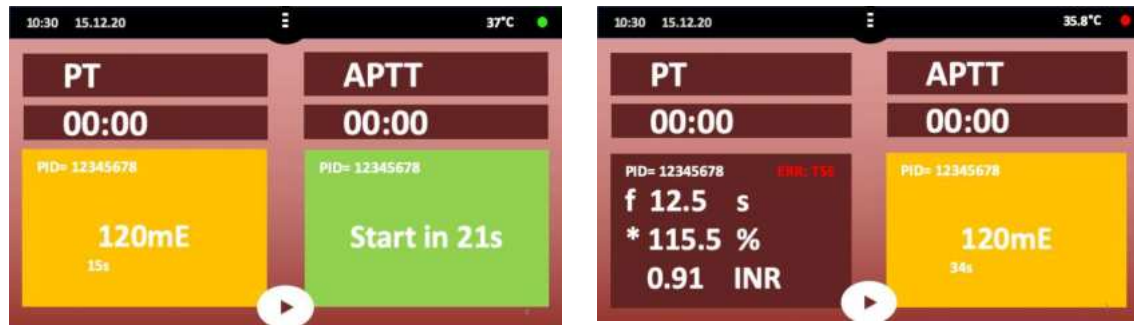 10:30 15.12.20 37°C
PT APTT
00:00 00:00
PID= 12345678 PID= 12345678
120mE Start in 21s
15s
10:30 15.12.20 35.8°C
PT APTT
00:00 00:00
PID= 12345678 ERR: TSE PID= 12345678
f 12.5 s
* 115.5 %
0.91 INR
120mE
34s